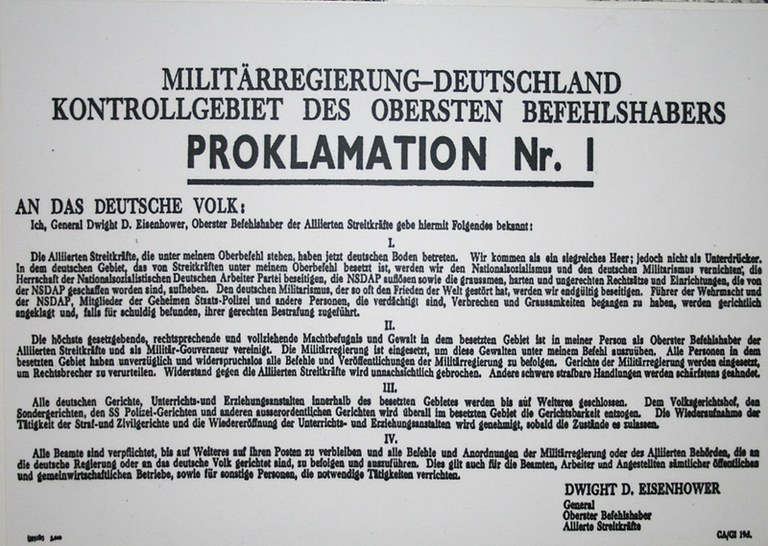 MILITÄRREGIERUNG–DEUTSCHLAND
KONTROLLGEBIET DES OBERSTEN BEFEHLSHABERS
PROKLAMATION Nr. I
AN DAS DEUTSCHE VOLK:
Ich, General Dwight D. Eisenhower, Oberster Befehlshaber der Alliierten Streitkräfte gebe hiermit Folgendes bekannt:
I.
Die Alliierten Streitkräfte, die unter meinem Oberbefehl stehen, haben jetzt deutschen Boden betreten. Wir kommen als ein siegreiches Heer; jedoch nicht als Unterdrücker.
In dem deutschen Gebiet, das von Streitkräften unter meinem Oberbefehl besetzt ist, werden wir den Nationalsozialismus und den deutschen Militarismus vernichten, die
Herrschaft der Nationalsozialistischen Deutschen Arbeiter Partei beseitigen, die NSDAP auflösen sowie die grausamen, harten und ungerechten Rechtsätze und Einrichtungen, die von
der NSDAP geschaffen worden sind, aufheben. Den deutschen Militarismus, der so oft den Frieden der Welt gestört hat, werden wir endgültig beseitigen. Führer der Wehrmacht und
der NSDAP, Mitglieder der Geheimen Staats-Polizei und andere Personen, die verdächtigt sind, Verbrechen und Grausamkeiten begangen zu haben, werden gerichtlich
angeklagt und, falls für schuldig befunden, ihrer gerechten Bestrafung zugeführt.
II.
Die höchste gesetzgebende, rechtsprechende und vollziehende Machtbefugnis und Gewalt in dem besetzten Gebiet ist in meiner Person als Oberster Befehlshaber der
Alliierten Streitkräfte und als Militär-Gouverneur vereinigt. Die Militärregierung ist eingesetzt, um diese Gewalten unter meinem Befehl auszuüben. Alle Personen in dem
besetzten Gebiet haben unverzüglich und widerspruchslos alle Befehle und Veröffentlichungen der Militärregierung zu befolgen. Gerichte der Militärregierung werden eingesetzt,
um Rechtsbrecher zu verurteilen. Widerstand gegen die Alliierten Streitkräfte wird unnachsichtlich gebrochen. Andere schwere strafbare Handlungen werden schärfstens geahndet.
III.
Alle deutschen Gerichte, Unterrichts-und Erziehungsanstalten innerhalb des besetzten Gebietes werden bis auf Weiteres geschlossen. Dem Volksgerichtshof, den
Sondergerichten, den SS Polizei-Gerichten und anderen ausserordentlichen Gerichten wird überall im besetzten Gebiet die Gerichtsbarkeit entzogen. Die Wiederaufnahme der
Tätigkeit der Straf-und Zivilgerichte und die Wiedereröffnung der Unterrichts- und Erziehungsanstalten wird genehmigt, sobald die Zustände es zulassen.
IV.
Alle Beamte sind verpflichtet, bis auf Weiteres auf ihren Posten zu verbleiben und alle Befehle und Anordnungen der Militärregierung oder des Alliierten Behörden, die an
die deutsche Regierung oder an das deutsche Volk gerichtet sind, zu befolgen und auszuführen. Dies gilt auch für die Beamten, Arbeiter und Angestellten sämtlicher öffentlichen
und gemeinwirtschaftlichen Betriebe, sowie für sonstige Personen, die notwendige Tätigkeiten verrichten.
DWIGHT D. EISENHOWER
General
Oberster Befehlshaber
Alliierte Streitkräfte
CA/GI 19d.